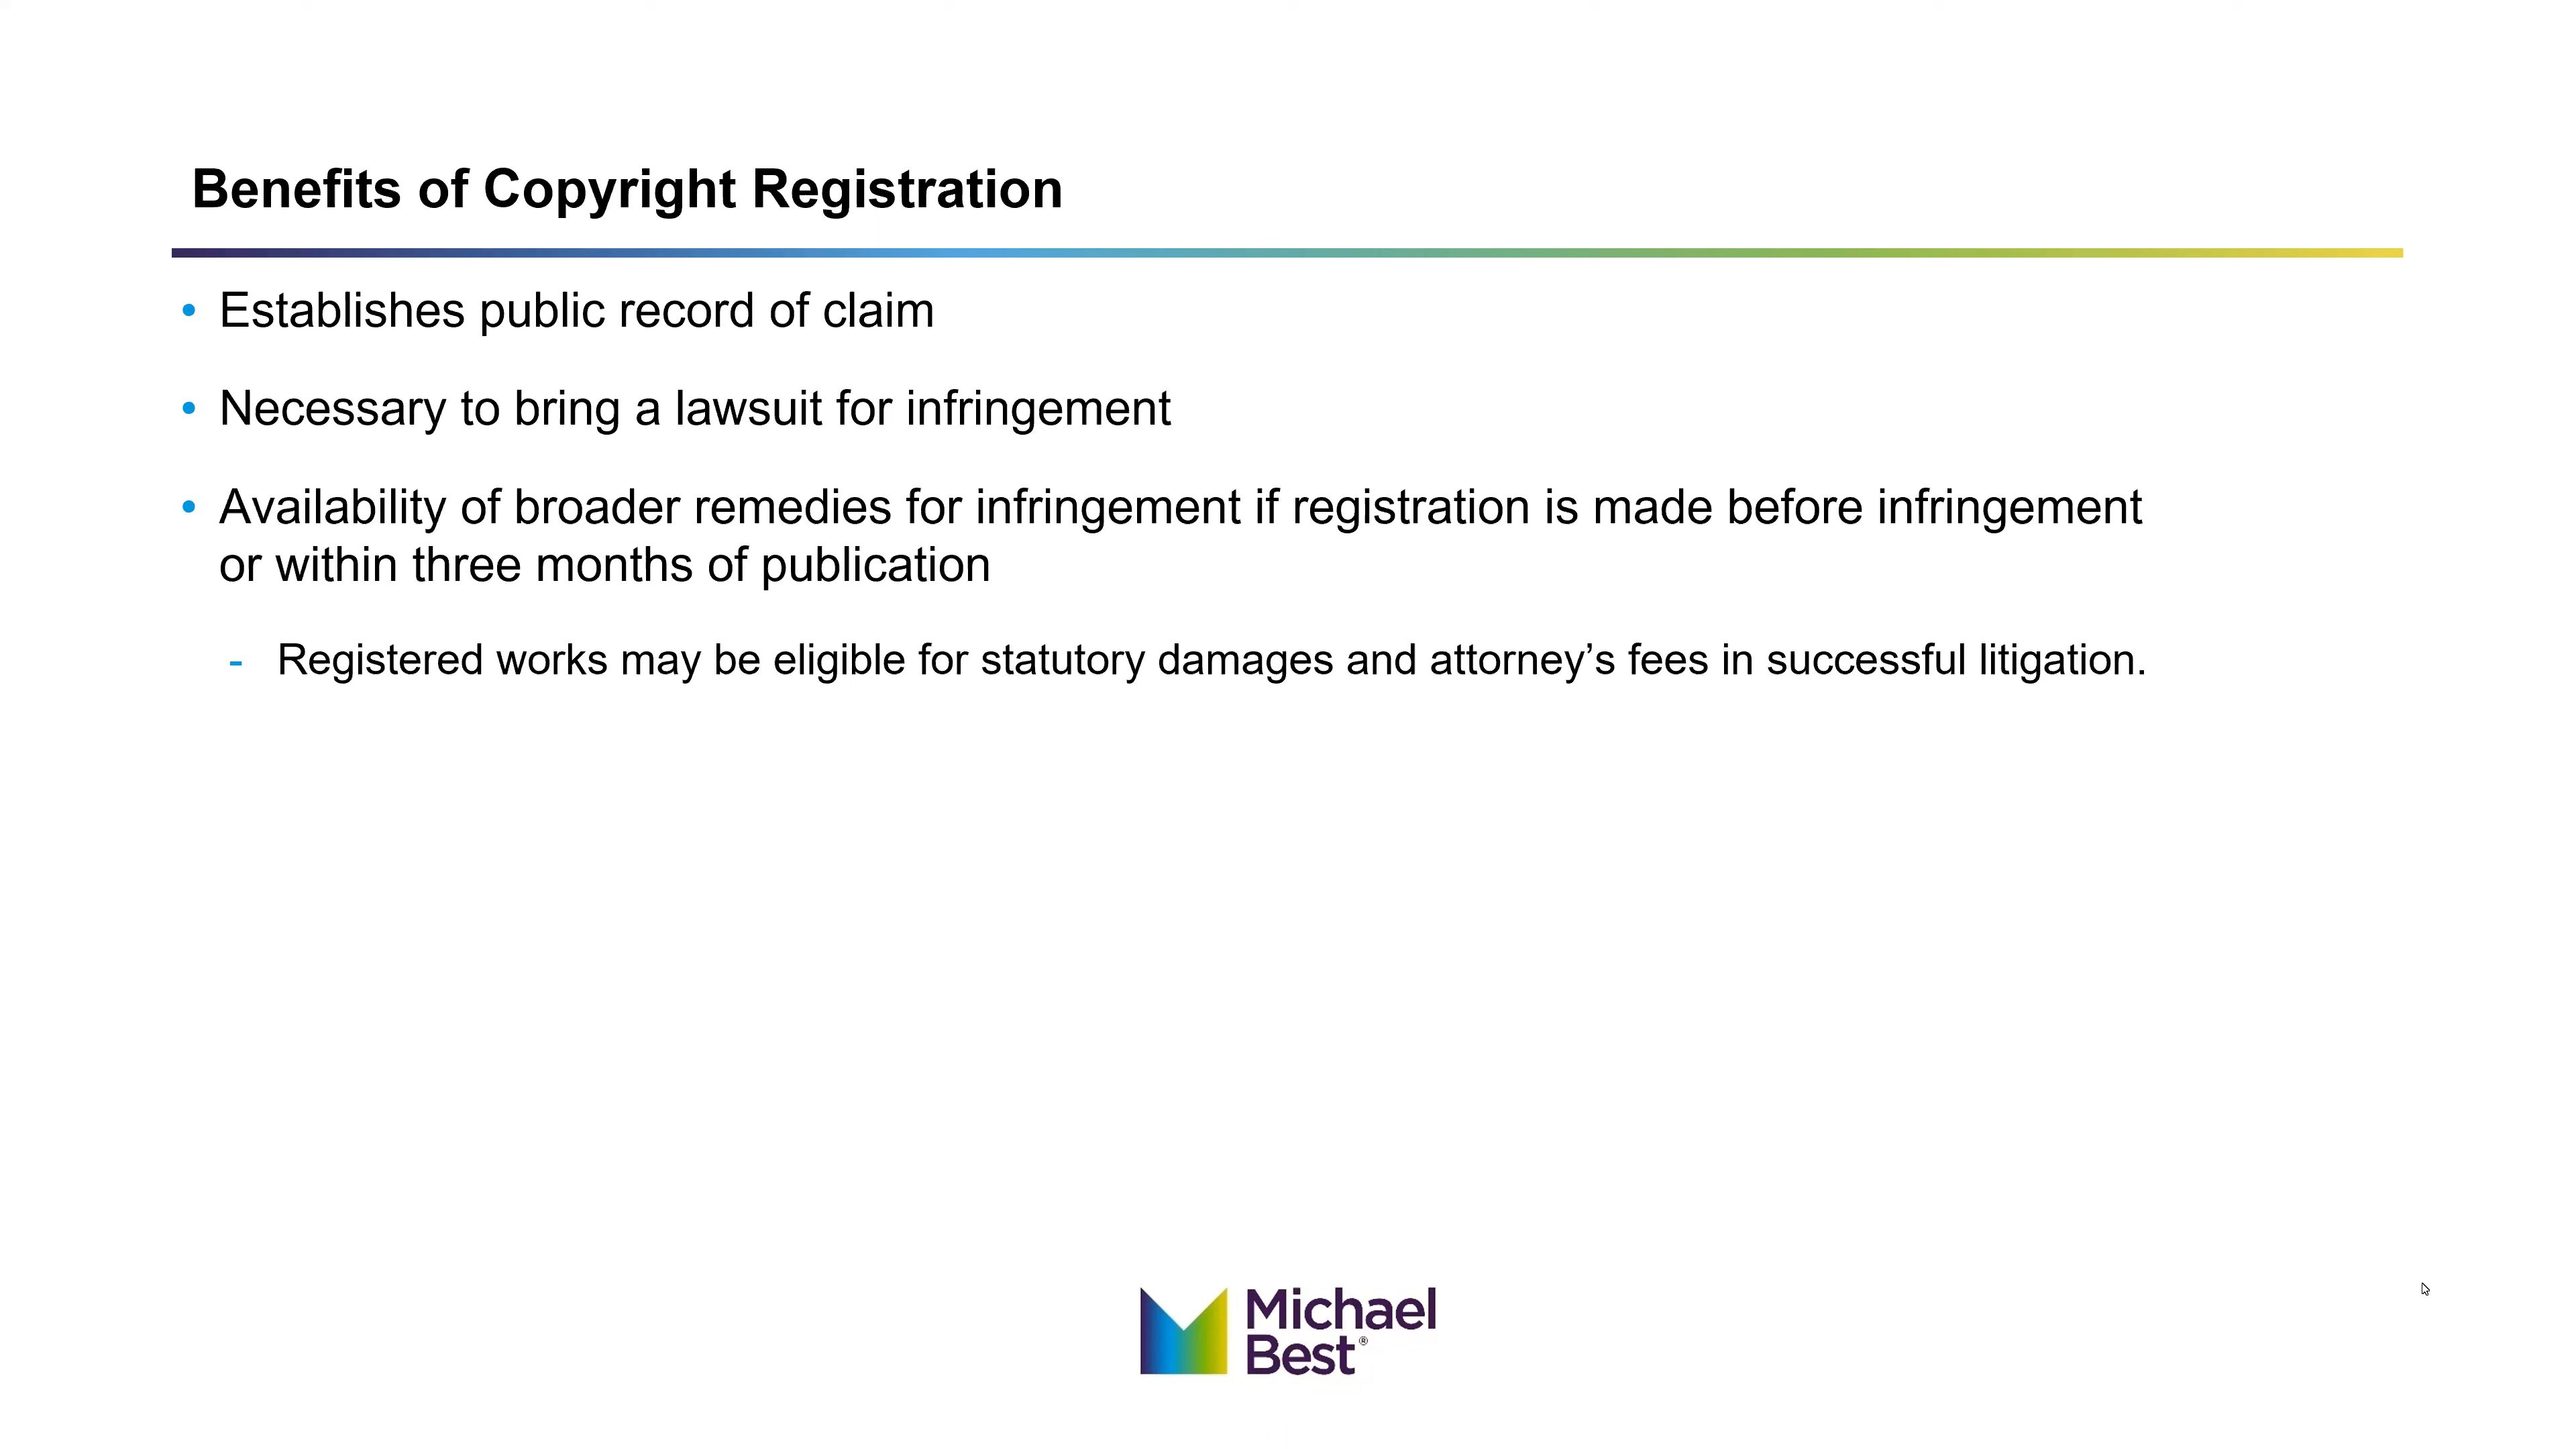 Benefits of Copyright Registration
• Establishes public record of claim
• Necessary to bring a lawsuit for infringement
• Availability of broader remedies for infringement if registration is made before infringement
or within three months of publication
- Registered works may be eligible for statutory damages and attorney’s fees in successful litigation.
Michael
Best®